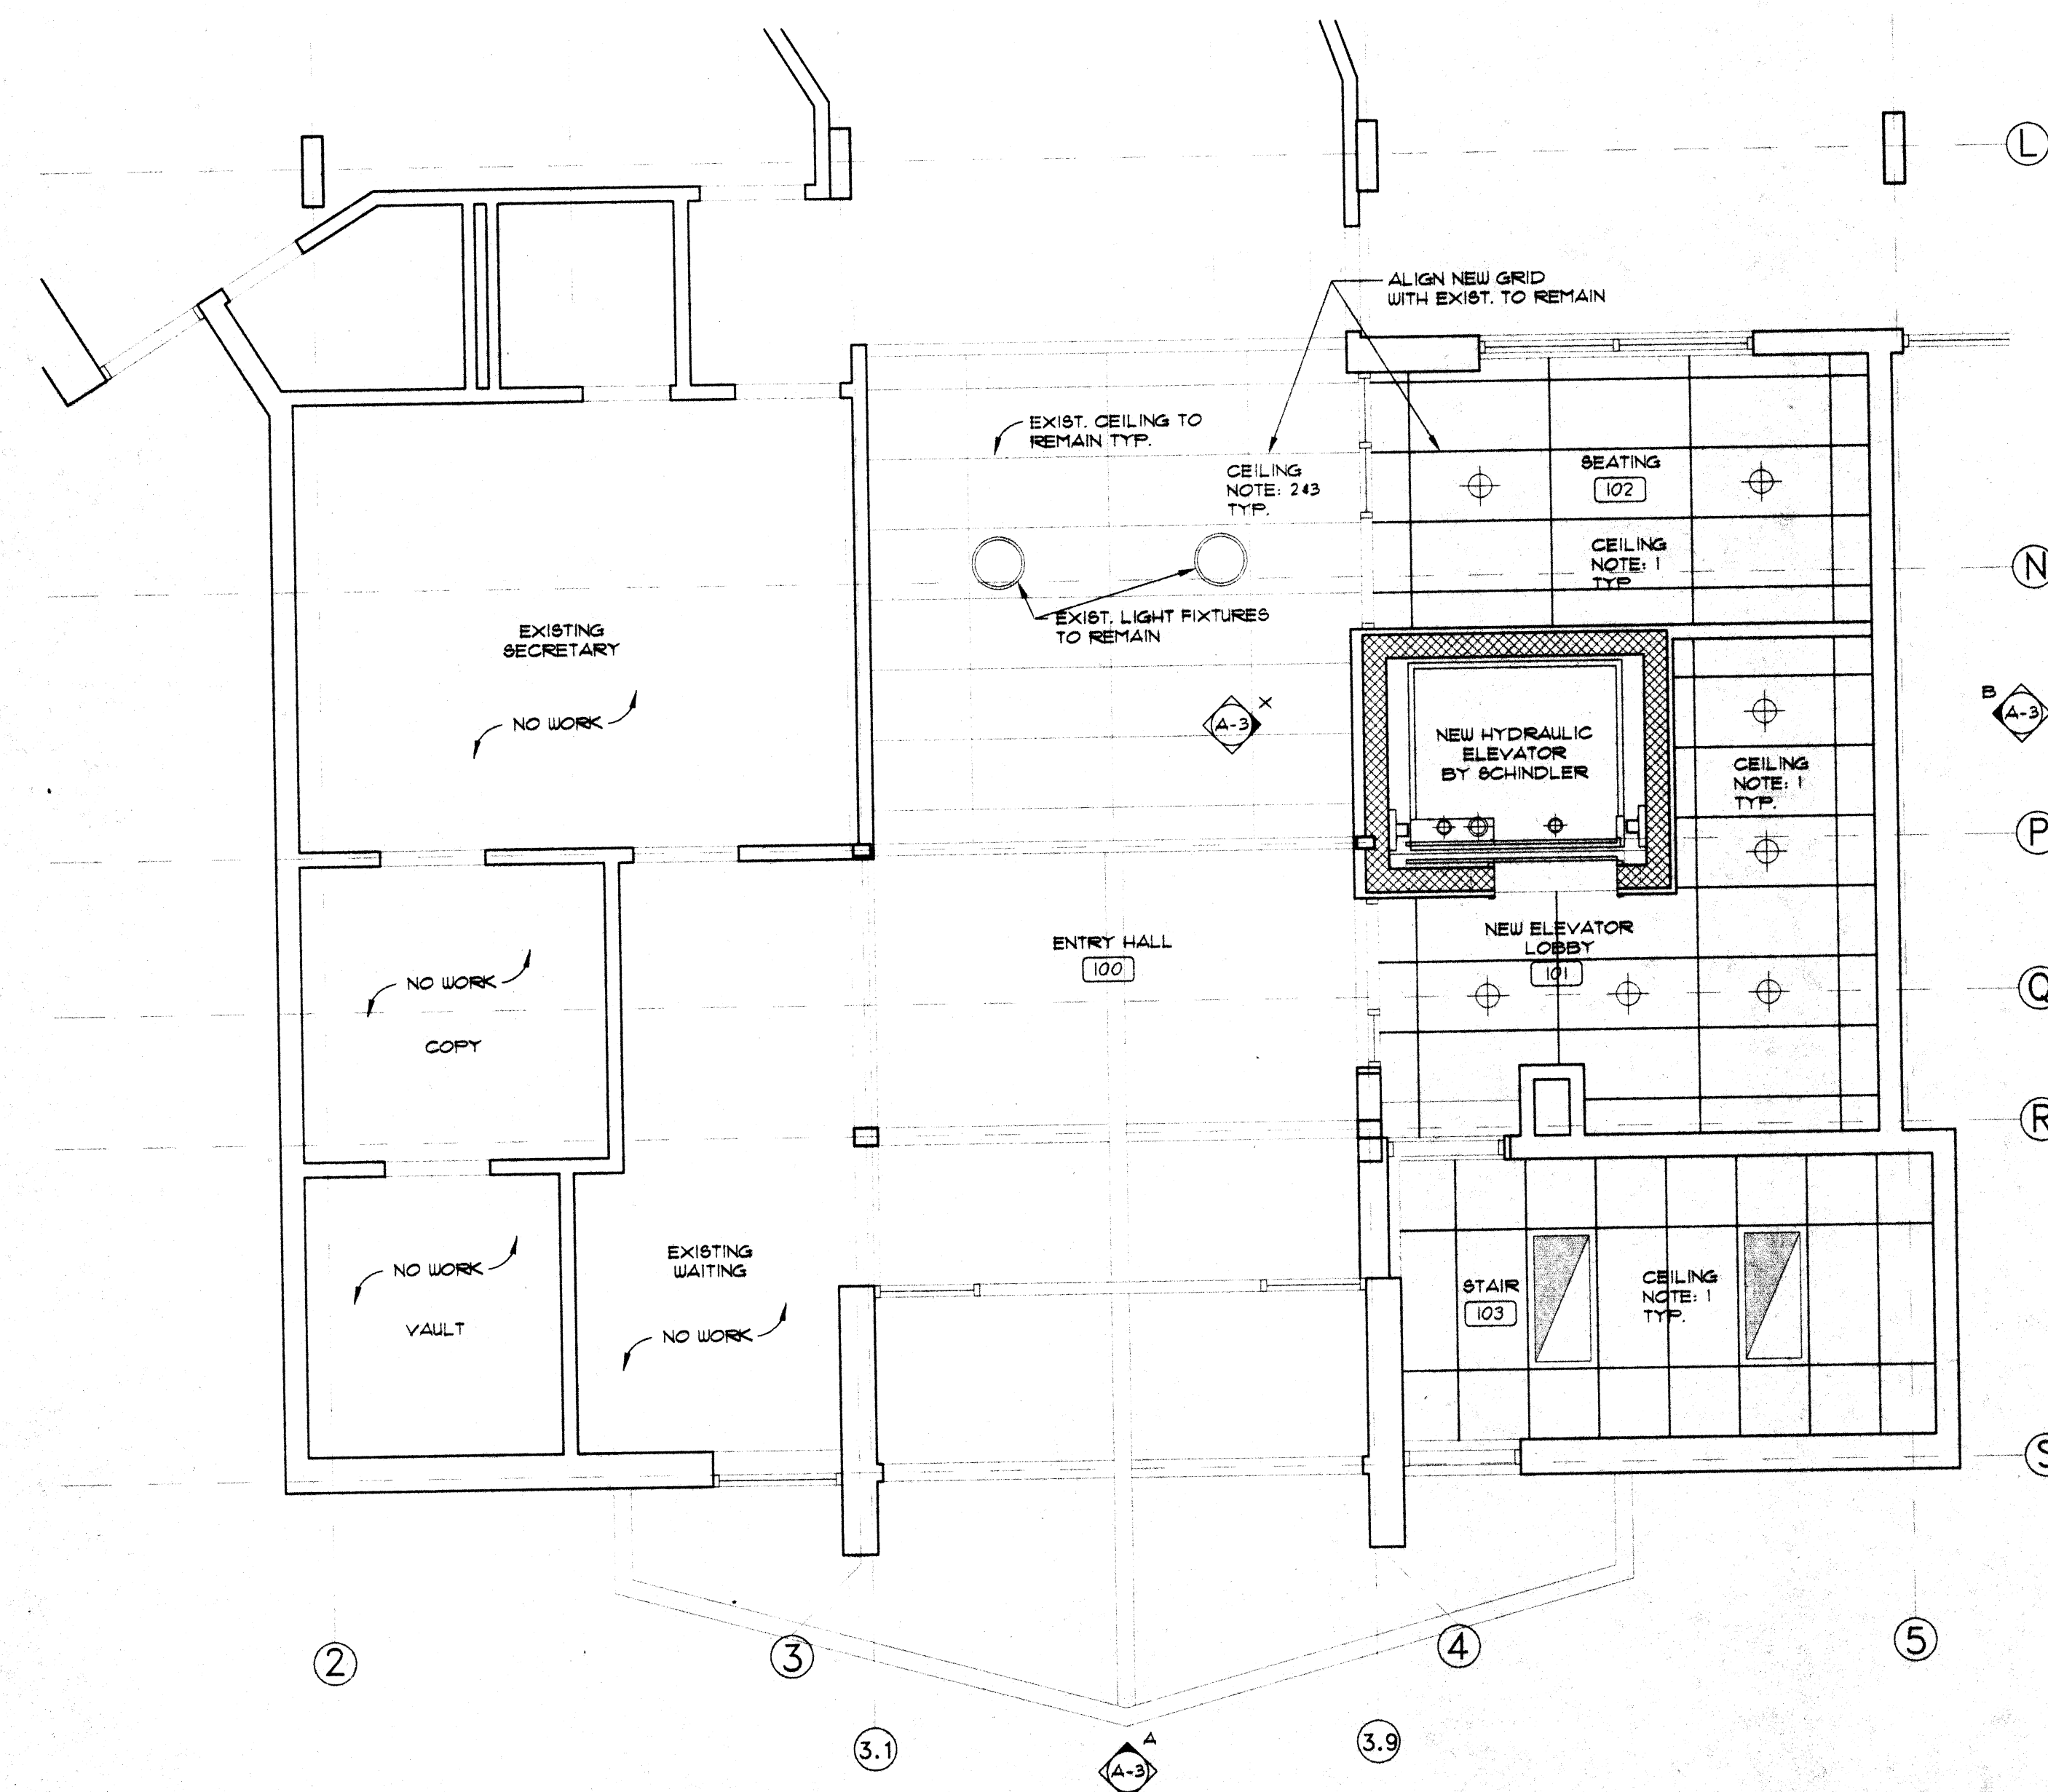 L
ALIGN NEW GRID
WITH EXIST. TO REMAIN
EXIST. CEILING TO
REMAIN TYP.
CEILING
NOTE: 2&3
TYP.
SEATING
102
CEILING
NOTE: 1
TYP
N
EXIST. LIGHT FIXTURES
TO REMAIN
EXISTING
SECRETARY
NO WORK
X
A-3
NEW HYDRAULIC
ELEVATOR
BY SCHINDLER
B
A-3
CEILING
NOTE: 1
TYP.
P
ENTRY HALL
100
NEW ELEVATOR
LOBBY
101
NO WORK
COPY
Q
R
EXISTING
WAITING
NO WORK
NO WORK
VAULT
STAIR
103
CEILING
NOTE: 1
TYP.
S
2
3
4
5
3.1
3.9
A
A-3